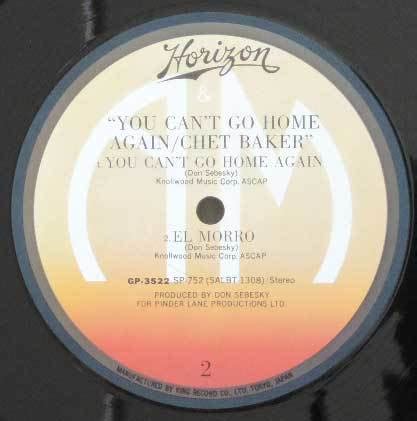 Horizon
&
"YOU CAN'T GO HOME
AGAIN/CHET BAKER"
1. YOU CAN'T GO HOME AGAIN
(Don Sebesky)
Knollwood Music Corp. ASCAP
2. EL MORRO
(Don Sebesky)
Knollwood Music Corp. ASCAP
GP-3522 SP-752 (SALBT 1308) Stereo
PRODUCED BY DON SEBESKY
FOR PINDER LANE PRODUCTIONS LTD.
2
MANUFACTURED BY KING RECORD CO., LTD. TOKYO, JAPAN
AM